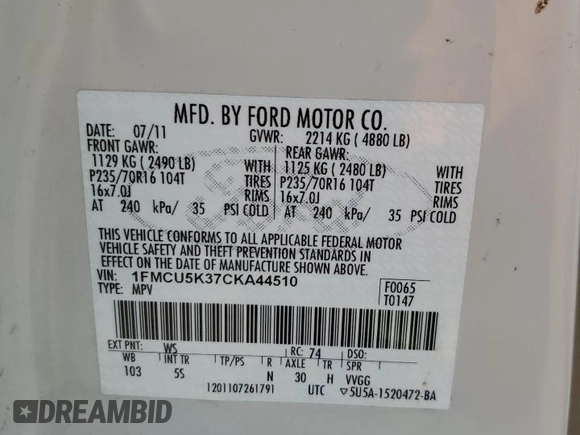 MFD. BY FORD MOTOR CO.
DATE: 07/11 GVWR: 2214 KG ( 4880 LB)
FRONT GAWR: REAR GAWR:
1129 KG ( 2490 LB) 1125 KG ( 2480 LB)
P235/70R16 104T TIRES P235/70R16 104T TIRES
16x7.0J RIMS 16x7.0J RIMS
AT 240 kPa/ 35 PSI COLD AT 240 kPa/ 35 PSI COLD
THIS VEHICLE CONFORMS TO ALL APPLICABLE FEDERAL MOTOR
VEHICLE SAFETY AND THEFT PREVENTION STANDARDS IN
EFFECT ON THE DATE OF MANUFACTURE SHOWN ABOVE.
VIN: 1FMCU5K37CKA44510 F0065
TYPE: MPV T0147
EXT PNT: WS RC: 74 DSO:
WB INT TR TP/PS R AXLE TR SPR
103 5S N 30 H VVGG
1201107261791 UTC 5U5A-1520472-BA
DREAMBID
dreambid.com